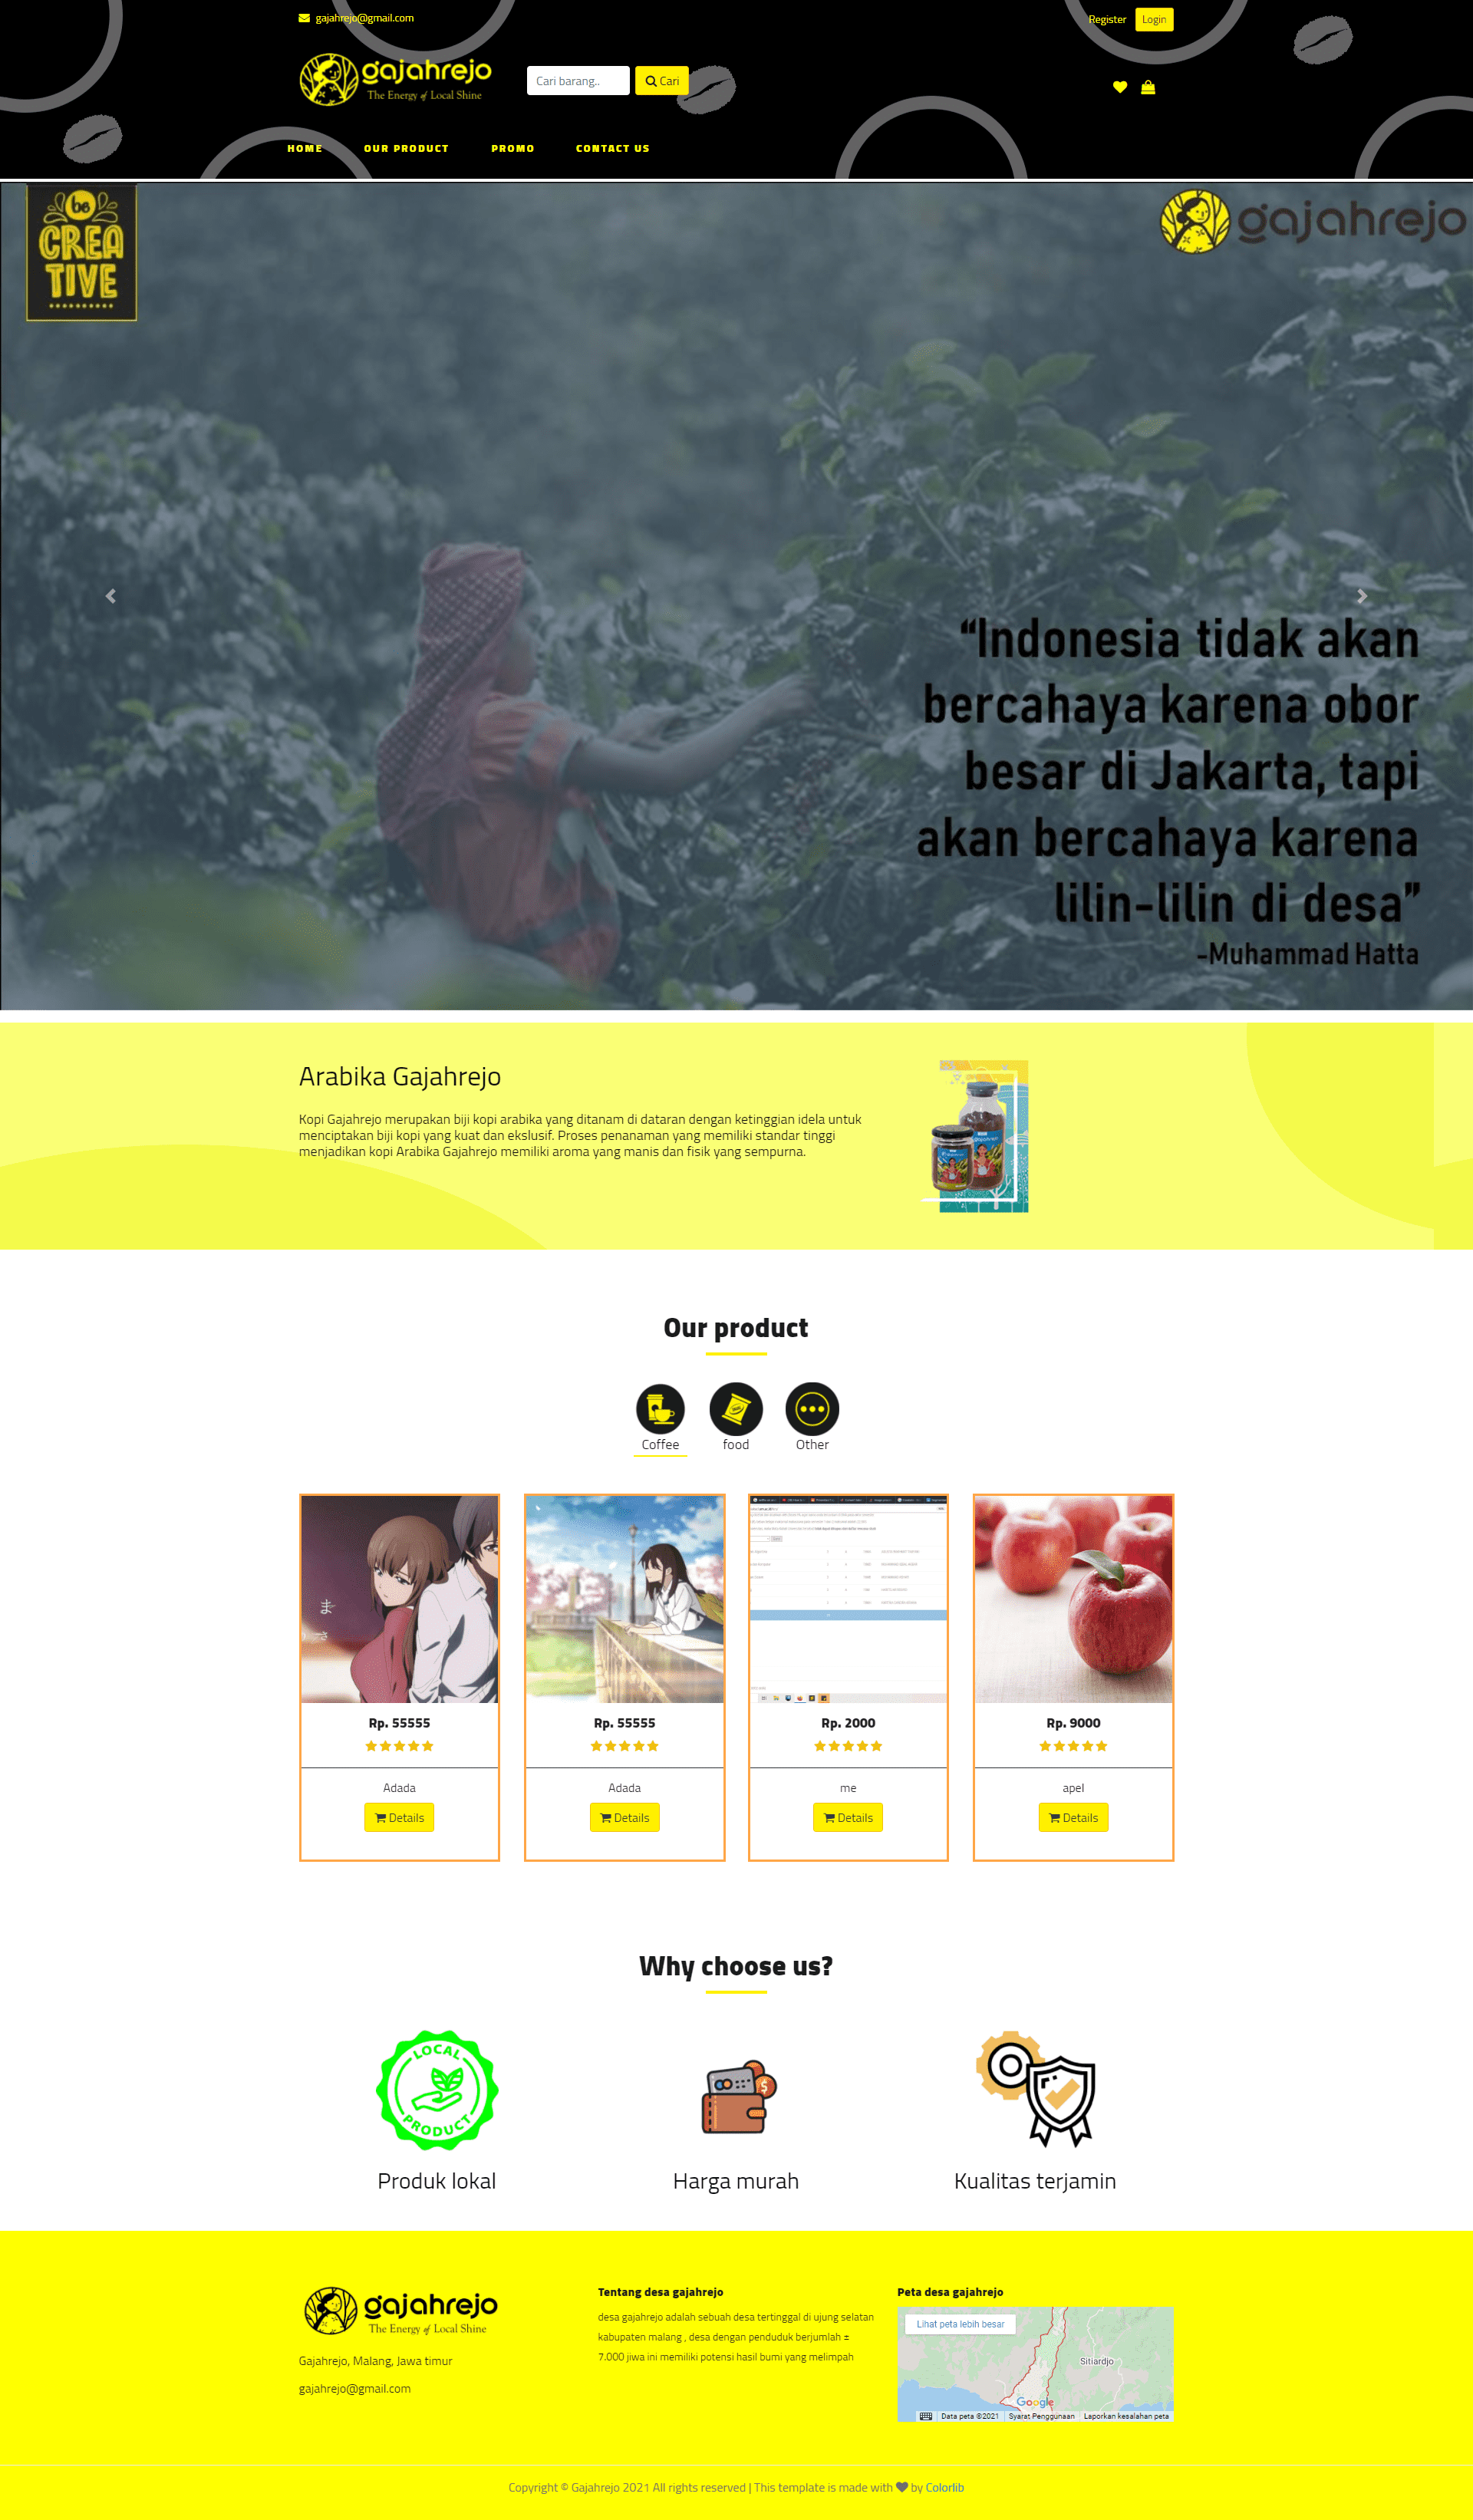 gajahrejo@gmail.com
Register
Login
gajahrejo
The Energy of Local Shine
Cari barang..
Cari
HOME
OUR PRODUCT
PROMO
CONTACT US
be
CREA
TIVE
gajahrejo
“Indonesia tidak akan
bercahaya karena obor
besar di Jakarta, tapi
akan bercahaya karena
lilin-lilin di desa”
-Muhammad Hatta
Arabika Gajahrejo
Kopi Gajahrejo merupakan biji kopi arabika yang ditanam di dataran dengan ketinggian idela untuk
menciptakan biji kopi yang kuat dan ekslusif. Proses penanaman yang memiliki standar tinggi
menjadikan kopi Arabika Gajahrejo memiliki aroma yang manis dan fisik yang sempurna.
Our product
Coffee
food
Other
ま
さ
Rp. 55555
Adada
Details
Rp. 55555
Adada
Details
Rp. 2000
me
Details
Rp. 9000
apel
Details
Why choose us?
LOCAL
PRODUCT
Produk lokal
Harga murah
Kualitas terjamin
gajahrejo
The Energy of Local Shine
Gajahrejo, Malang, Jawa timur
gajahrejo@gmail.com
Tentang desa gajahrejo
desa gajahrejo adalah sebuah desa tertinggal di ujung selatan
kabupaten malang , desa dengan penduduk berjumlah ±
7.000 jiwa ini memiliki potensi hasil bumi yang melimpah
Peta desa gajahrejo
Lihat peta lebih besar
Sitiardjo
Google
Data peta ©2021
Syarat Penggunaan
Laporkan kesalahan peta
Copyright © Gajahrejo 2021 All rights reserved | This template is made with ♥ by Colorlib